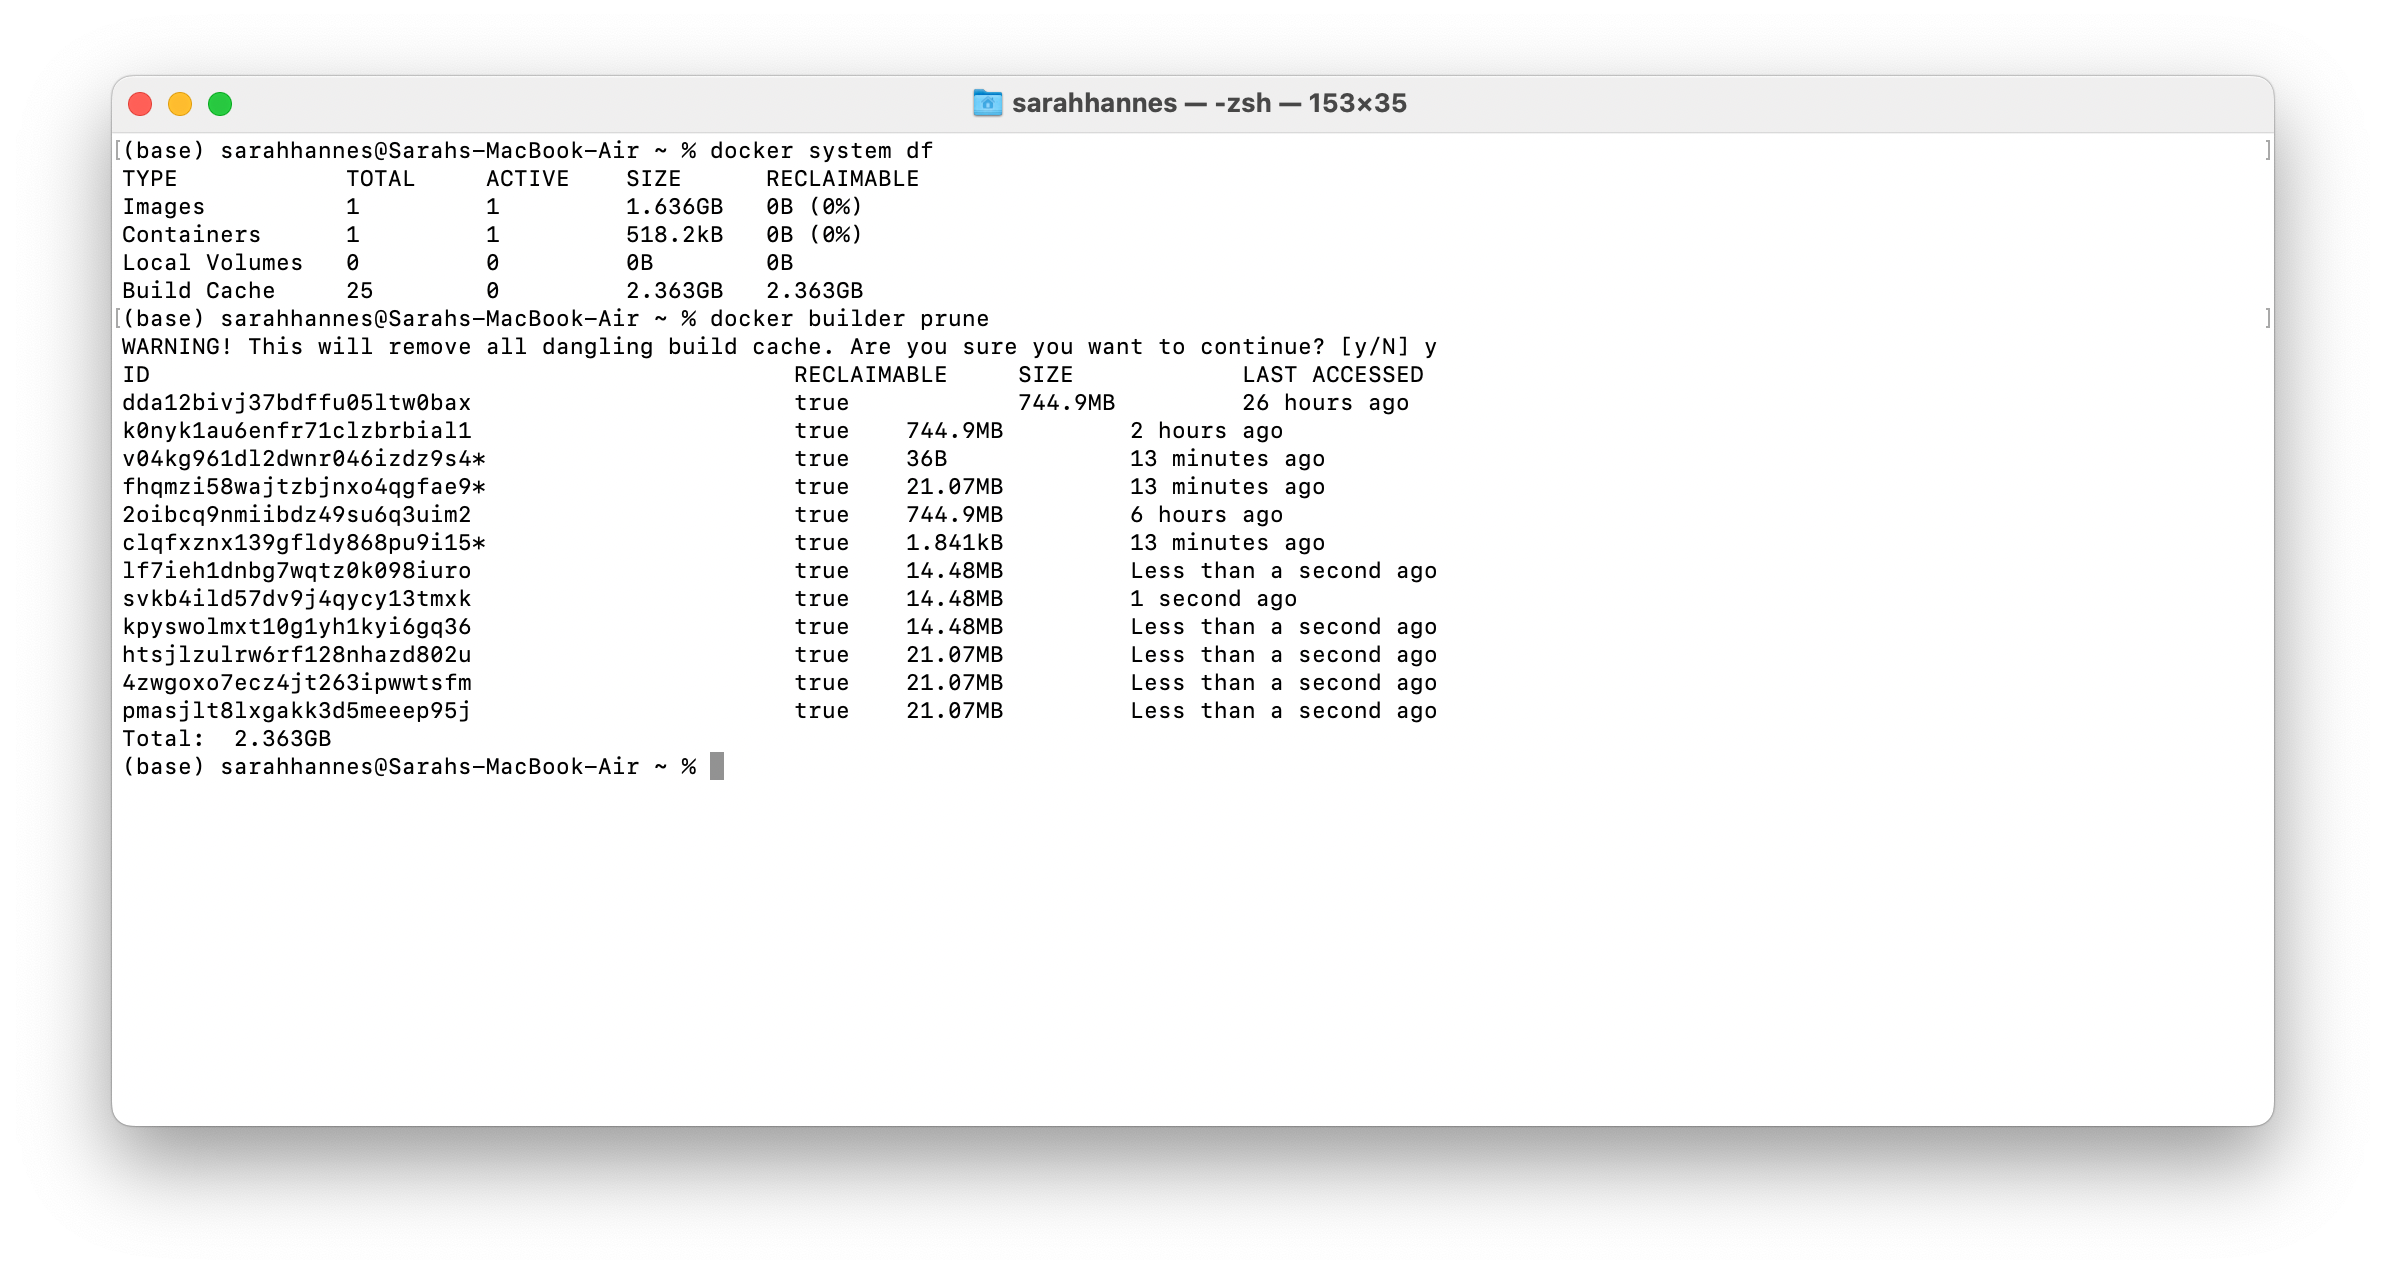 sarahhannes — -zsh — 153×35
[(base) sarahhannes@Sarahs-MacBook-Air ~ % docker system df ]
TYPE TOTAL ACTIVE SIZE RECLAIMABLE
Images 1 1 1.636GB 0B (0%)
Containers 1 1 518.2kB 0B (0%)
Local Volumes 0 0 0B 0B
Build Cache 25 0 2.363GB 2.363GB
[(base) sarahhannes@Sarahs-MacBook-Air ~ % docker builder prune ]
WARNING! This will remove all dangling build cache. Are you sure you want to continue? [y/N] y
ID RECLAIMABLE SIZE LAST ACCESSED
dda12bivj37bdffu05ltw0bax true 744.9MB 26 hours ago
k0nyk1au6enfr71clzbrbial1 true 744.9MB 2 hours ago
v04kg961dl2dwnr046izdz9s4* true 36B 13 minutes ago
fhqmzi58wajtzbjnxo4qgfae9* true 21.07MB 13 minutes ago
2oibcq9nmiibdz49su6q3uim2 true 744.9MB 6 hours ago
clqfxznx139gfldy868pu9i15* true 1.841kB 13 minutes ago
lf7ieh1dnbg7wqtz0k098iuro true 14.48MB Less than a second ago
svkb4ild57dv9j4qycy13tmxk true 14.48MB 1 second ago
kpyswolmxt10g1yh1kyi6gq36 true 14.48MB Less than a second ago
htsjlzulrw6rf128nhazd802u true 21.07MB Less than a second ago
4zwgoxo7ecz4jt263ipwwtsfm true 21.07MB Less than a second ago
pmasjlt8lxgakk3d5meeep95j true 21.07MB Less than a second ago
Total: 2.363GB
(base) sarahhannes@Sarahs-MacBook-Air ~ %